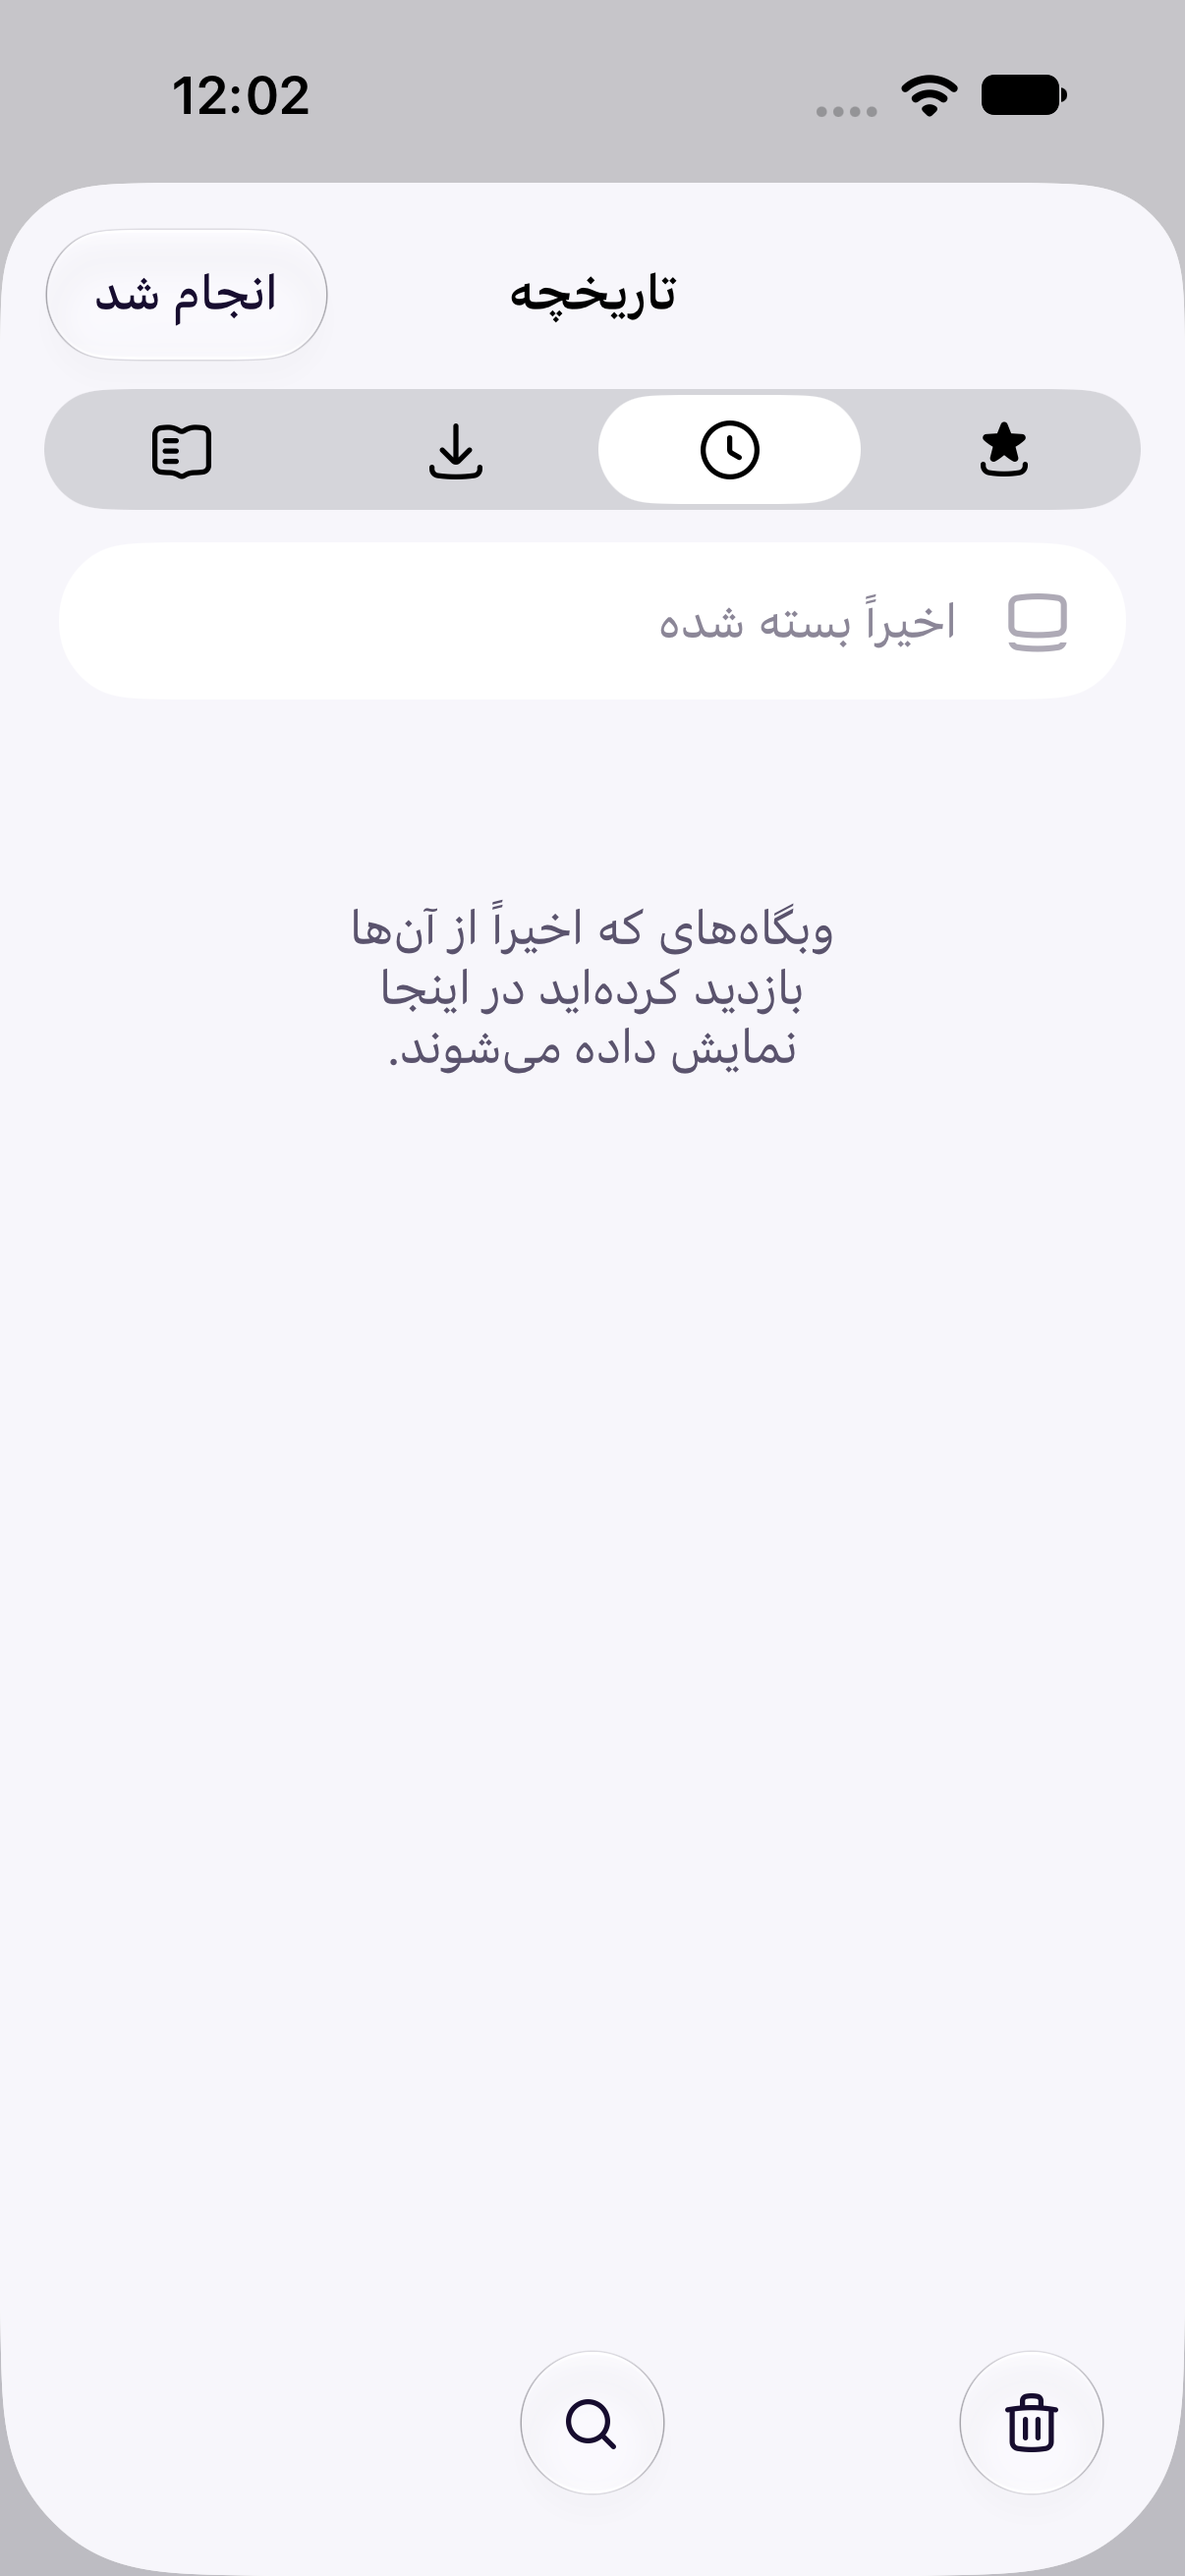 12:02
تاریخچه
انجام شد
اخیراً بسته شده
وبگاه‌های که اخیراً از آن‌ها
بازدید کرده‌اید در اینجا
نمایش داده می‌شوند.